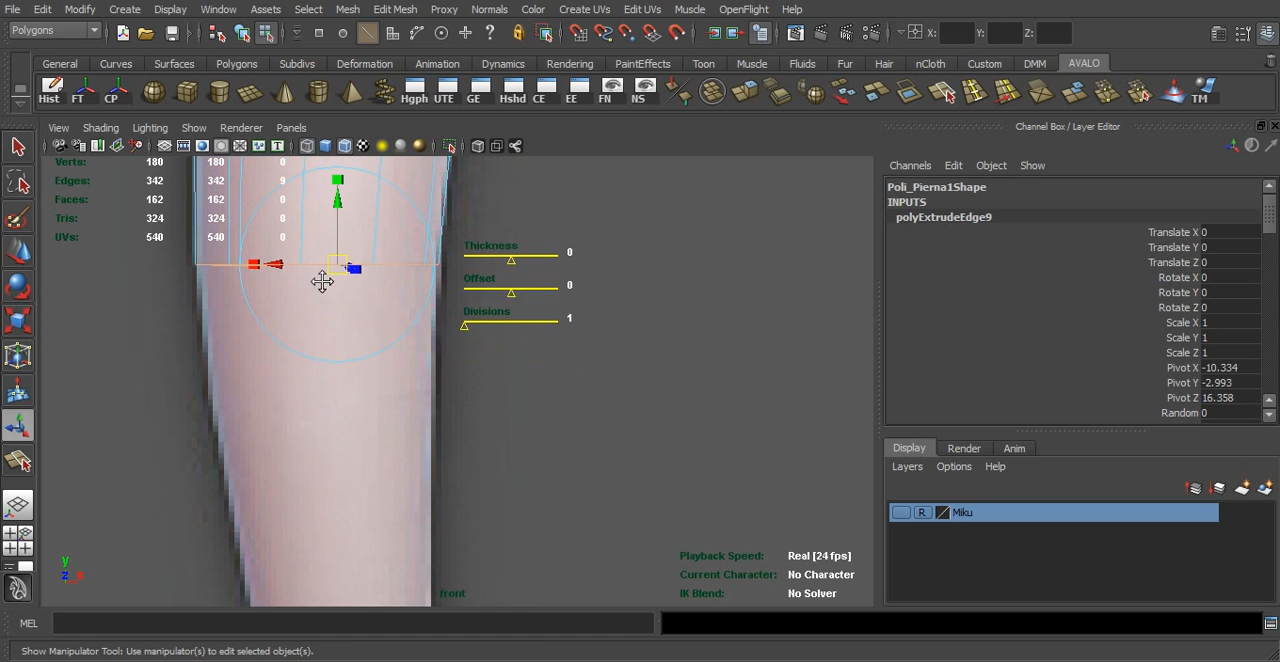 File Edit Modify Create Display Window Assets Select Mesh Edit Mesh Proxy Normals Color Create UVs Edit UVs Muscle OpenFlight Help
Polygons
X: Y: Z:
General Curves Surfaces Polygons Subdivs Deformation Animation Dynamics Rendering PaintEffects Toon Muscle Fluids Fur Hair nCloth Custom DMM AVALO
Hist FT CP Hgph UTE GE Hshd CE EE FN NS TM
Channel Box / Layer Editor
View Shading Lighting Show Renderer Panels
Channels Edit Object Show
Verts: 180 180 0
Edges: 342 342 9
Faces: 162 162 0
Tris: 324 324 0
UVs: 540 540 0
Poli_Pierna1Shape
INPUTS
polyExtrudeEdge9
Translate X 0
Translate Y 0
Translate Z 0
Rotate X 0
Rotate Y 0
Rotate Z 0
Scale X 1
Scale Y 1
Scale Z 1
Pivot X -10.334
Pivot Y -2.993
Pivot Z 16.358
Random 0
Thickness 0
Offset 0
Divisions 1
Display Render Anim
Layers Options Help
R Miku
y
z
Playback Speed: Real [24 fps]
Current Character: No Character
IK Blend: No Solver
front
MEL
Show Manipulator Tool: Use manipulator(s) to edit selected object(s).